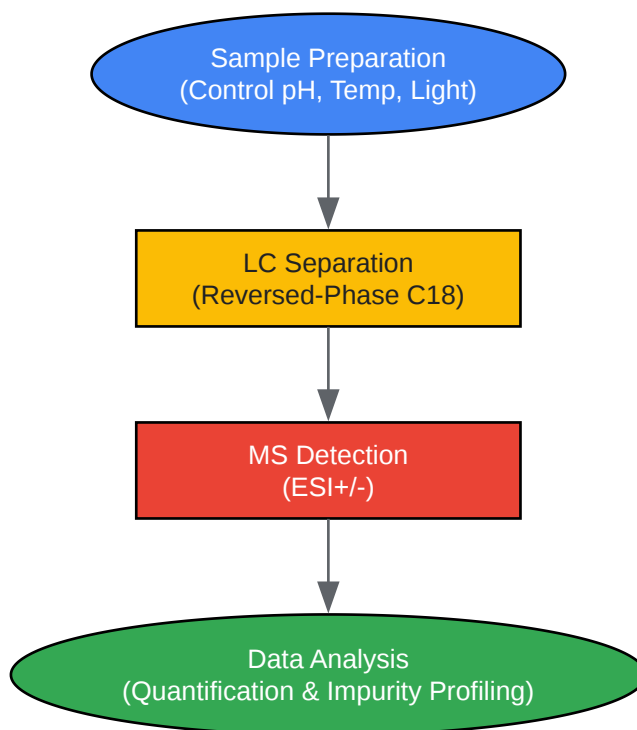 Sample Preparation
(Control pH, Temp, Light)
LC Separation
(Reversed-Phase C18)
MS Detection
(ESI+/-)
Data Analysis
(Quantification & Impurity Profiling)